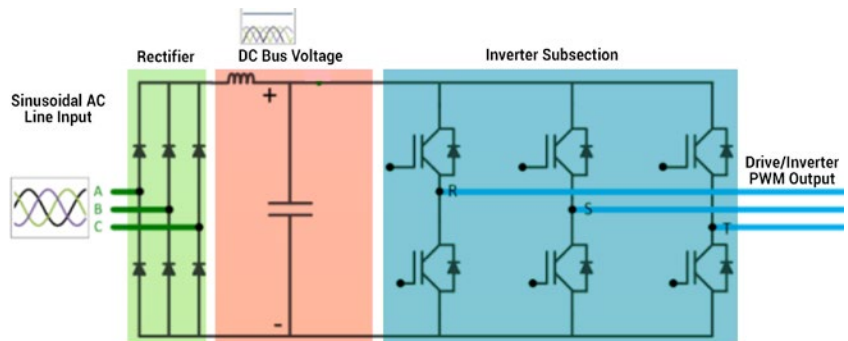 Rectifier
DC Bus Voltage
Inverter Subsection
Sinusoidal AC
Line Input
+
Drive/Inverter
PWM Output
A
R
B
S
C
T
-